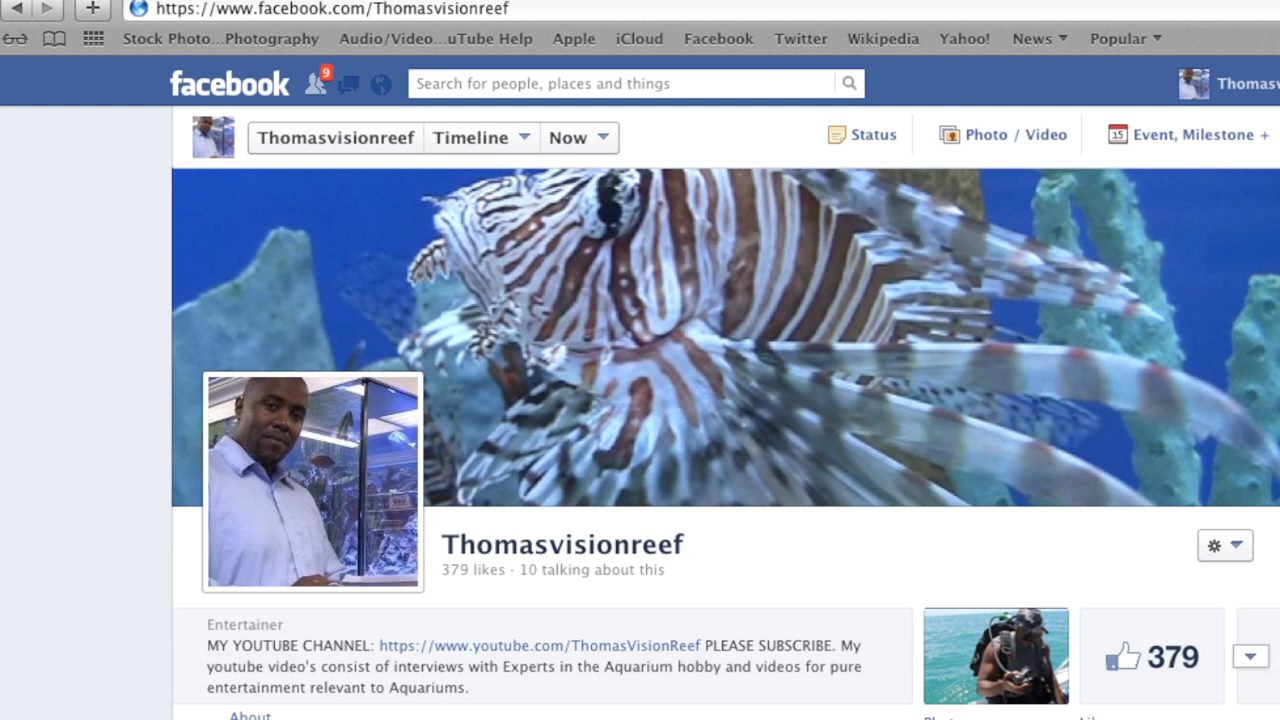 https://www.facebook.com/Thomasvisionreef
Stock Photo...Photography Audio/Video...uTube Help Apple iCloud Facebook Twitter Wikipedia Yahoo! News Popular
facebook 9 Search for people, places and things Thomasv
Thomasvisionreef Timeline Now Status Photo / Video 15 Event, Milestone +
Thomasvisionreef
379 likes · 10 talking about this
Entertainer
MY YOUTUBE CHANNEL: https://www.youtube.com/ThomasVisionReef PLEASE SUBSCRIBE. My
youtube video's consist of interviews with Experts in the Aquarium hobby and videos for pure
entertainment relevant to Aquariums.
379
About